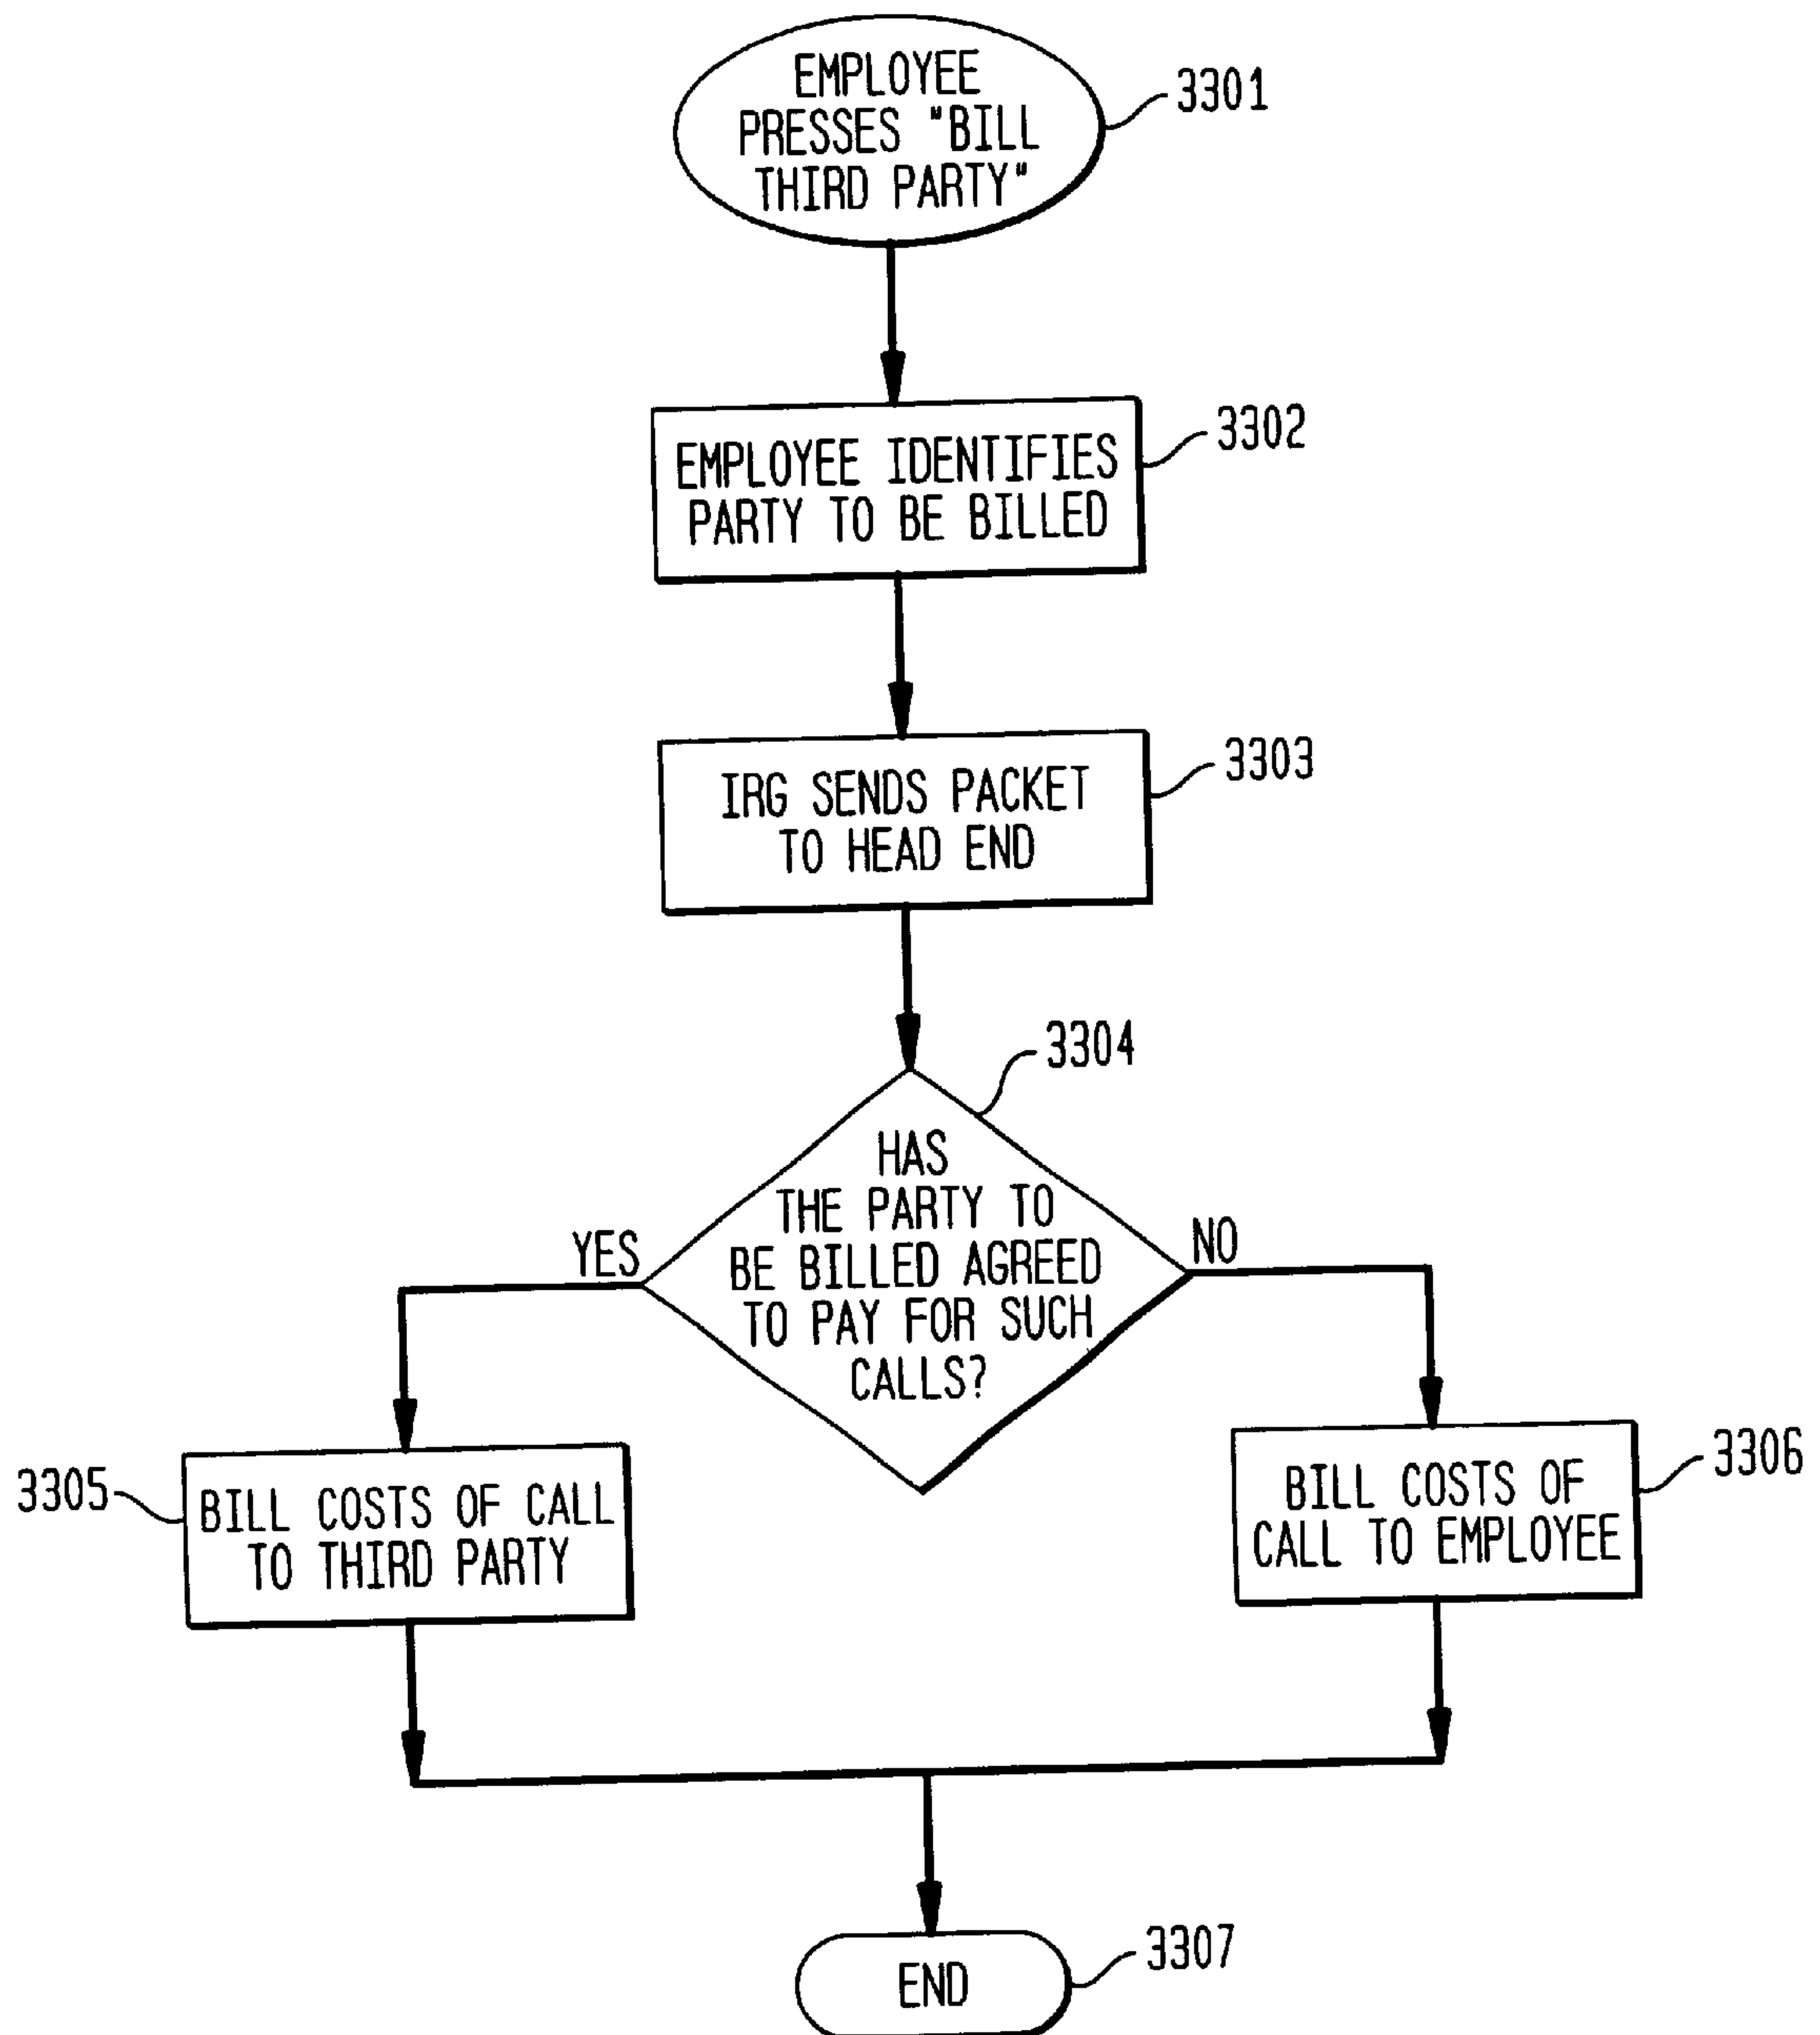 EMPLOYEE
PRESSES "BILL
THIRD PARTY"
3301
EMPLOYEE IDENTIFIES
PARTY TO BE BILLED
3302
IRG SENDS PACKET
TO HEAD END
3303
3304
HAS
THE PARTY TO
BE BILLED AGREED
TO PAY FOR SUCH
CALLS?
YES
NO
3305
BILL COSTS OF CALL
TO THIRD PARTY
BILL COSTS OF
CALL TO EMPLOYEE
3306
END
3307